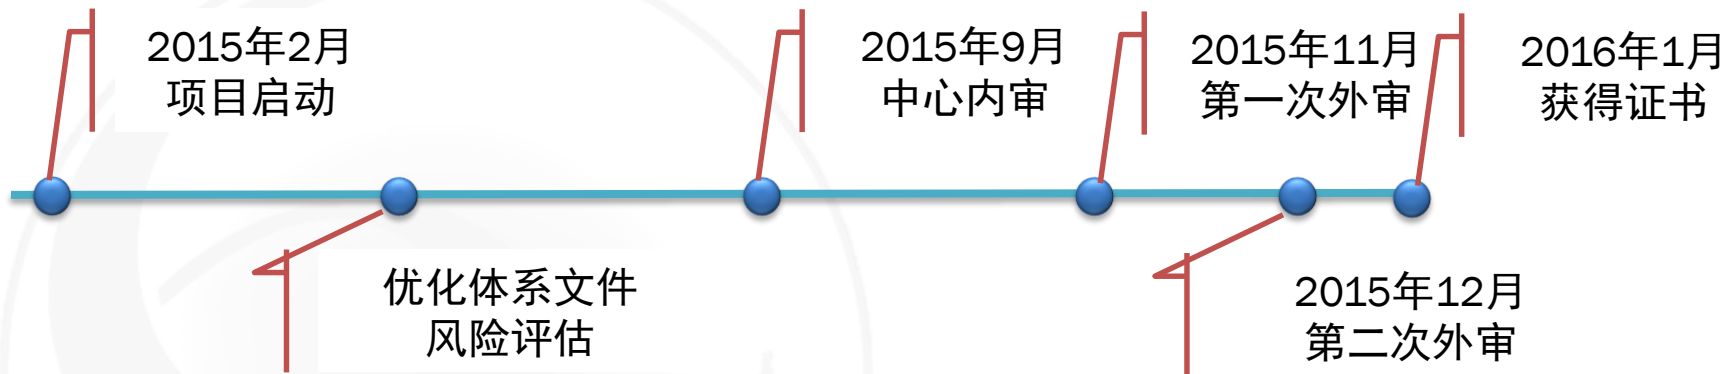 2015年2月
项目启动
2015年9月
中心内审
2015年11月
第一次外审
2016年1月
获得证书
优化体系文件
风险评估
2015年12月
第二次外审